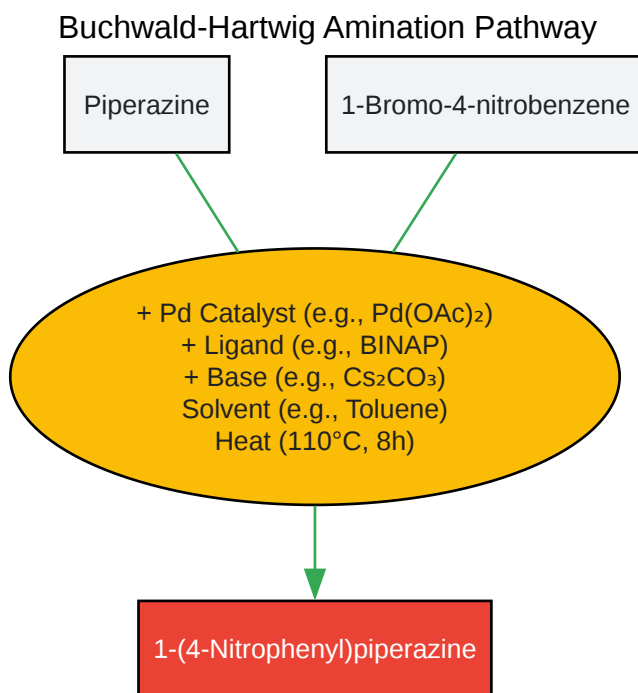 Buchwald-Hartwig Amination Pathway
Piperazine
1-Bromo-4-nitrobenzene
+ Pd Catalyst (e.g., Pd(OAc)₂)
+ Ligand (e.g., BINAP)
+ Base (e.g., Cs₂CO₃)
Solvent (e.g., Toluene)
Heat (110°C, 8h)
1-(4-Nitrophenyl)piperazine